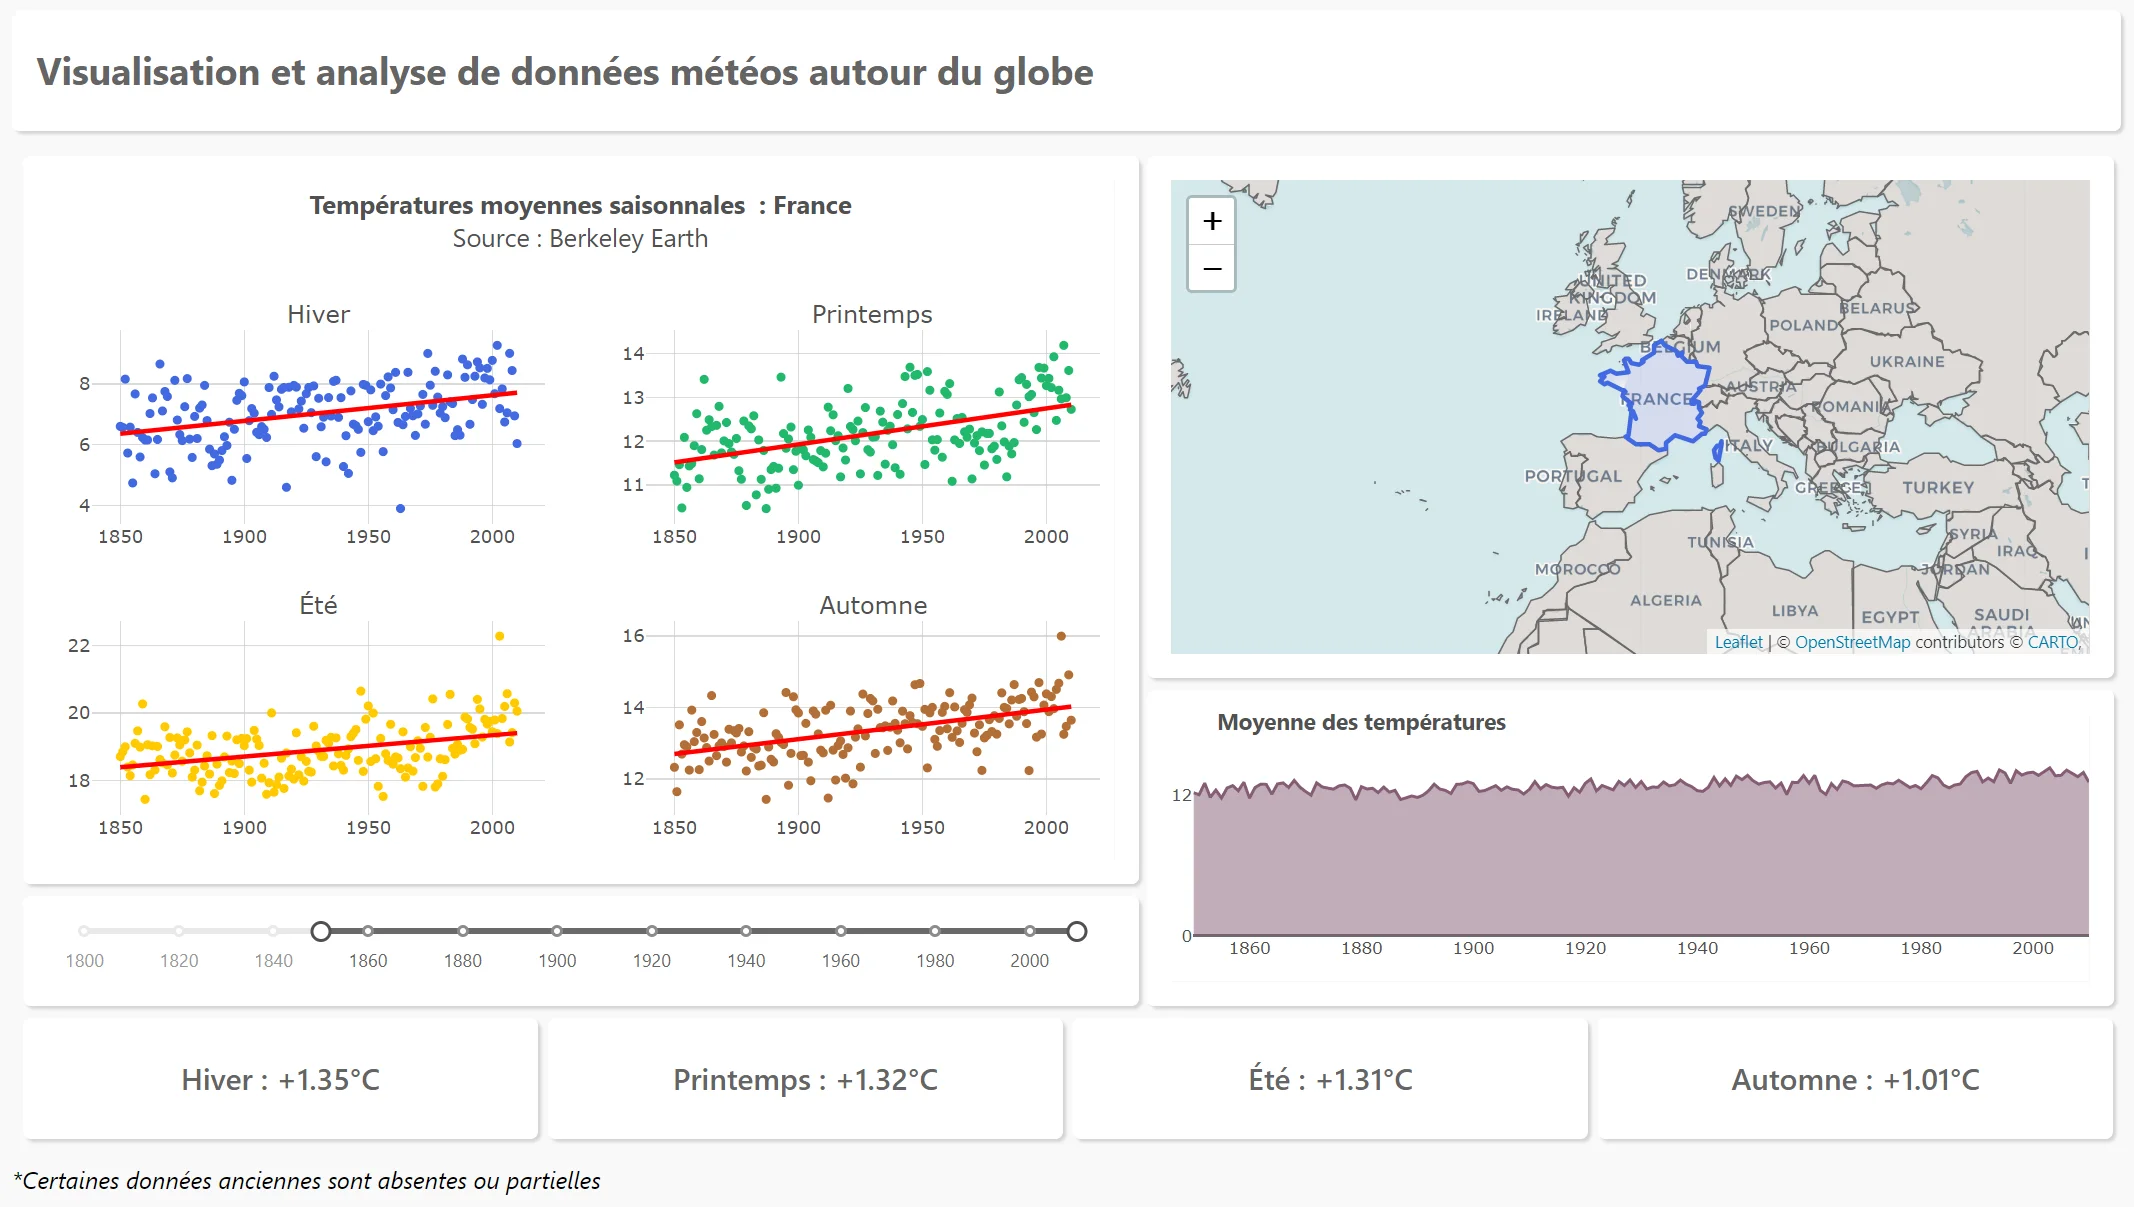 Visualisation et analyse de données météos autour du globe
Températures moyennes saisonnales : France
Source : Berkeley Earth
Hiver
8
6
4
1850 1900 1950 2000
Printemps
14
13
12
11
1850 1900 1950 2000
Été
22
20
18
1850 1900 1950 2000
Automne
16
14
12
1850 1900 1950 2000
1800 1820 1840 1860 1880 1900 1920 1940 1960 1980 2000
+
−
SWEDEN
DENMARK
UNITED
KINGDOM
IRELAND
BELARUS
POLAND
BELGIUM
UKRAINE
AUSTRIA
FRANCE
ROMANIA
ITALY
BULGARIA
PORTUGAL
GREECE
TURKEY
SYRIA
TUNISIA
IRAQ
MOROCCO
JORDAN
ALGERIA
LIBYA
EGYPT
SAUDI
ARABIA
Leaflet | © OpenStreetMap contributors © CARTO,
Moyenne des températures
12
0
1860 1880 1900 1920 1940 1960 1980 2000
Hiver : +1.35°C
Printemps : +1.32°C
Été : +1.31°C
Automne : +1.01°C
*Certaines données anciennes sont absentes ou partielles